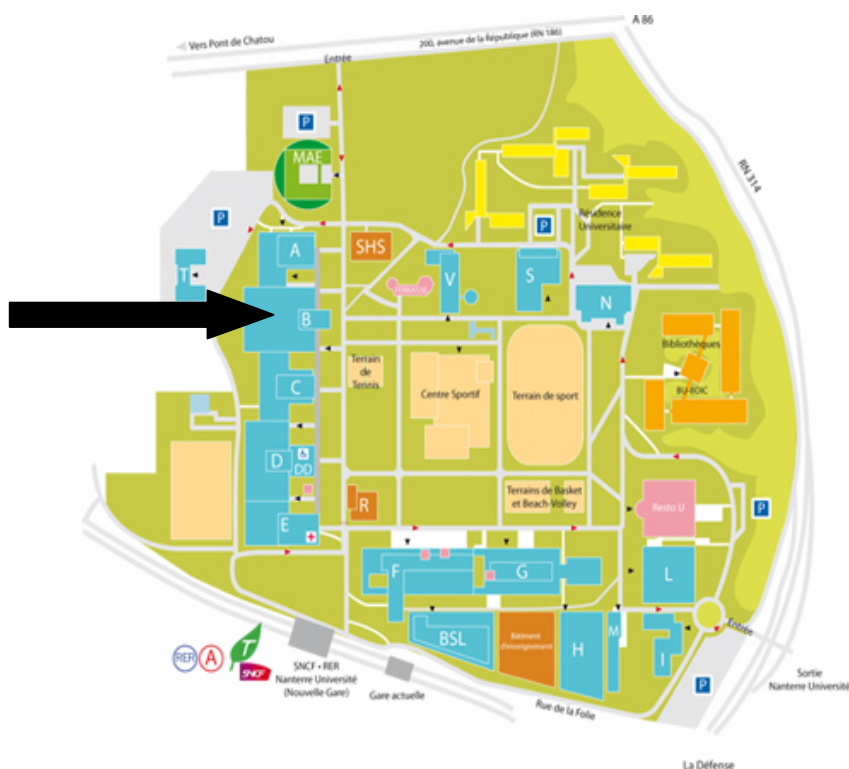 A 86
Vers Pont de Chatou
200, avenue de la République (RN 186)
Entrée
P
MAE
RN 314
P
Résidence
Universitaire
P
A
SHS
T
V
S
TERRASSE
N
B
Bibliothèques
Terrain
de
Tennis
Centre Sportif
Terrain de sport
BU-BDIC
C
D
DD
Terrains de Basket
et Beach-Volley
R
Resto U
P
E
F
G
L
BSL
Bâtiment
d'enseignement
H
M
I
Entrée
RER
A
T
SNCF
SNCF • RER
Nanterre Université
(Nouvelle Gare)
Gare actuelle
Rue de la Folie
P
Sortie
Nanterre Université
La Défense